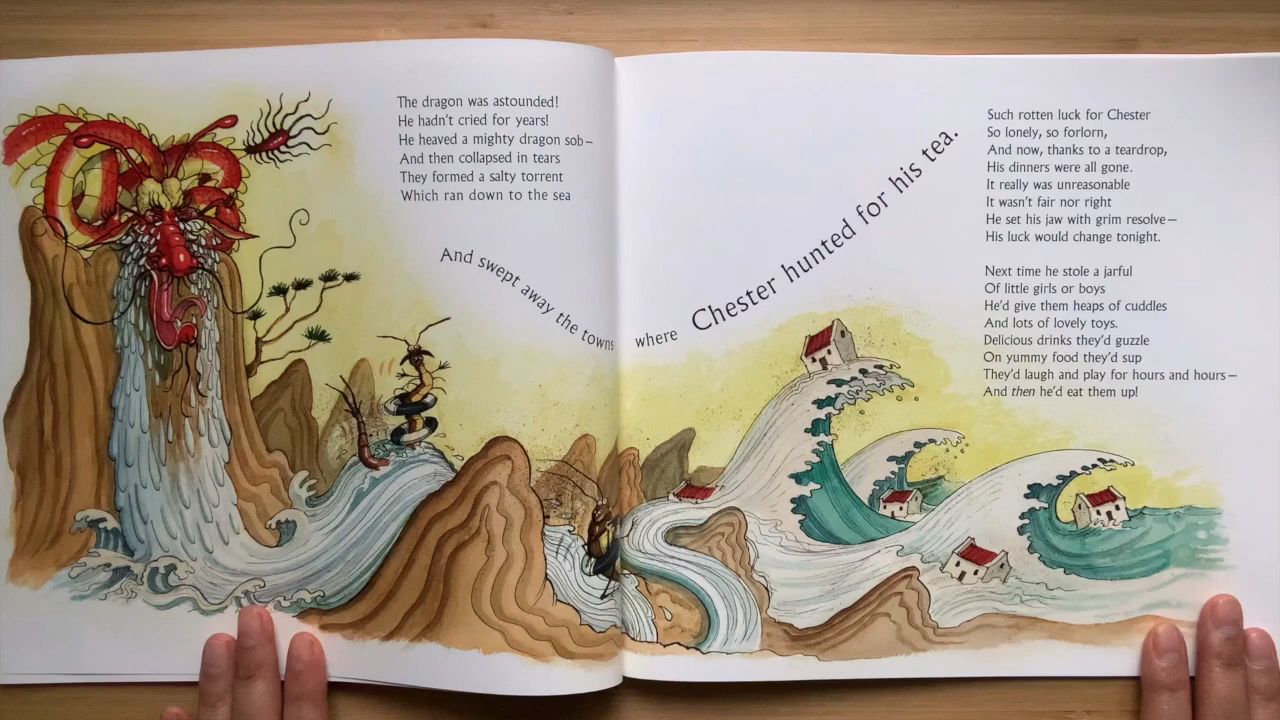 The dragon was astounded!
He hadn't cried for years!
He heaved a mighty dragon sob—
And then collapsed in tears
They formed a salty torrent
Which ran down to the sea
And swept away the towns where Chester hunted for his tea.
Such rotten luck for Chester
So lonely, so forlorn,
And now, thanks to a teardrop,
His dinners were all gone.
It really was unreasonable
It wasn't fair nor right
He set his jaw with grim resolve—
His luck would change tonight.
Next time he stole a jarful
Of little girls or boys
He'd give them heaps of cuddles
And lots of lovely toys.
Delicious drinks they'd guzzle
On yummy food they'd sup
They'd laugh and play for hours and hours—
And then he'd eat them up!